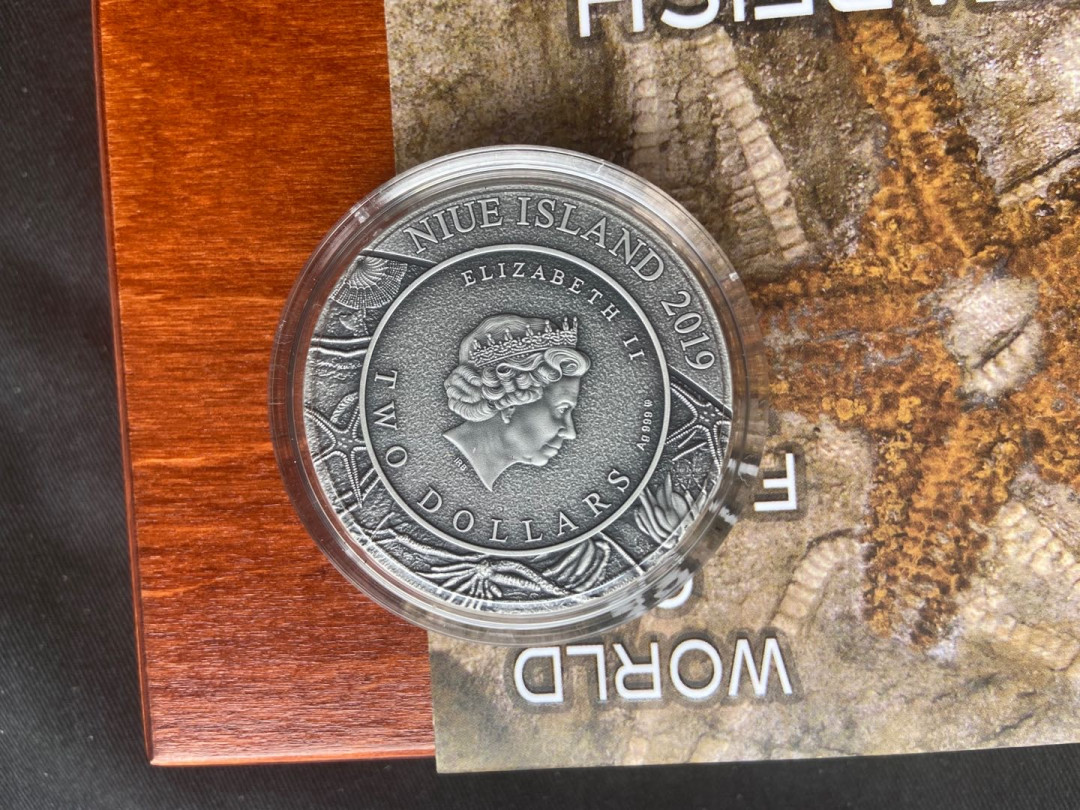 NIUE ISLAND 2019
ELIZABETH II
Ag 999
TWO DOLLARS
WORLD